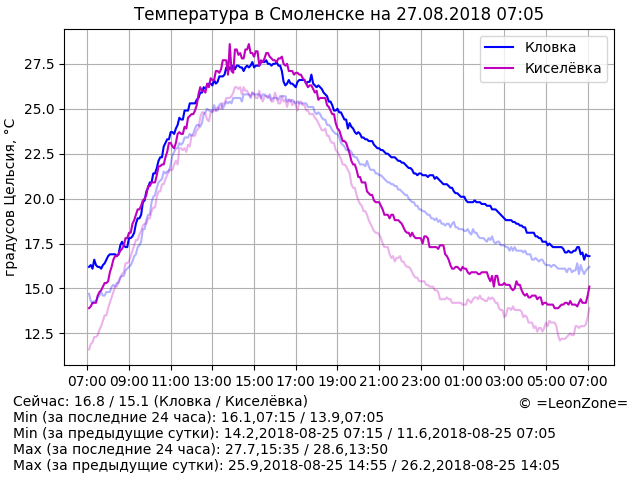 Температура в Смоленске на 27.08.2018 07:05
Кловка
Киселёвка
градусов Цельсия, °C
27.5
25.0
22.5
20.0
17.5
15.0
12.5
07:00 09:00 11:00 13:00 15:00 17:00 19:00 21:00 23:00 01:00 03:00 05:00 07:00
Сейчас: 16.8 / 15.1 (Кловка / Киселёвка)
© =LeonZone=
Min (за последние 24 часа): 16.1,07:15 / 13.9,07:05
Min (за предыдущие сутки): 14.2,2018-08-25 07:15 / 11.6,2018-08-25 07:05
Max (за последние 24 часа): 27.7,15:35 / 28.6,13:50
Max (за предыдущие сутки): 25.9,2018-08-25 14:55 / 26.2,2018-08-25 14:05